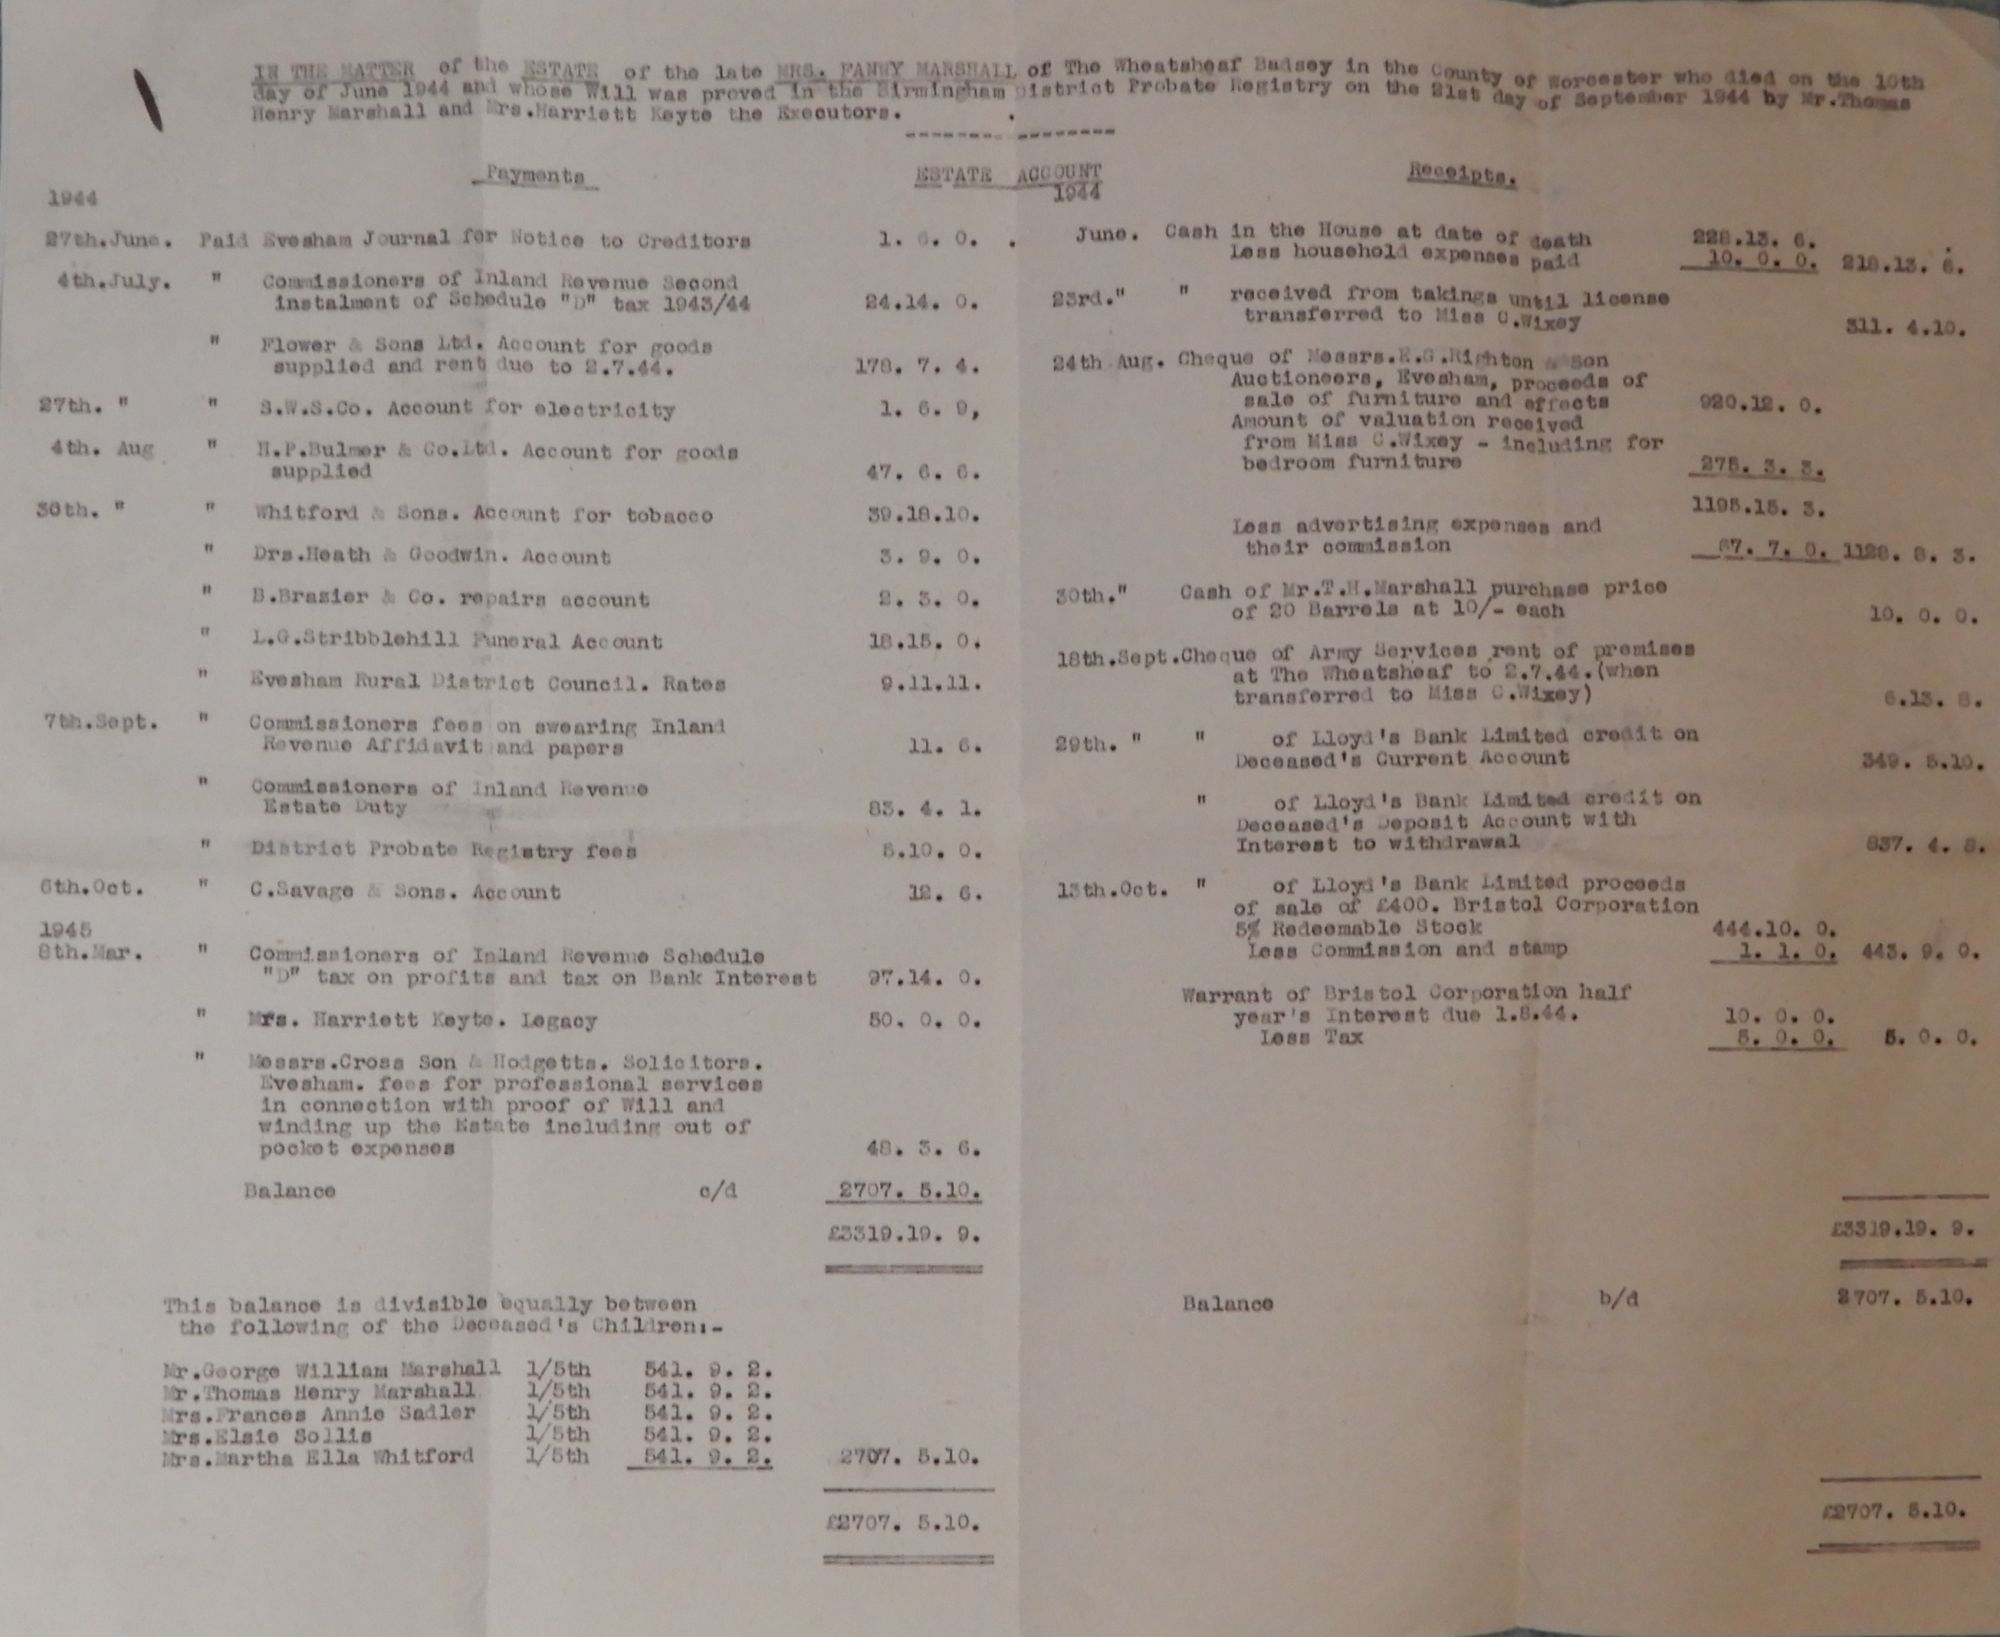 IN THE MATTER of the ESTATE of the late MRS. FANNY MARSHALL of The Wheatsheaf Badsey in the County of Worcester who died on the 10th
day of June 1944 and whose Will was proved in the Birmingham District Probate Registry on the 21st day of September 1944 by Mr.Thomas
Henry Marshall and Mrs.Harriett Keyte the Executors.
ESTATE ACCOUNT
Payments
1944
27th.June. Paid Evesham Journal for Notice to Creditors 1. 6. 0.
4th.July. " Commissioners of Inland Revenue Second
instalment of Schedule "D" tax 1943/44 24.14. 0.
" Flower & Sons Ltd. Account for goods
supplied and rent due to 2.7.44. 178. 7. 4.
27th. " " S.W.S.Co. Account for electricity 1. 6. 9,
4th. Aug " H.P.Bulmer & Co.Ltd. Account for goods
supplied 47. 6. 6.
30th. " " Whitford & Sons. Account for tobacco 39.18.10.
" Drs.Heath & Goodwin. Account 3. 9. 0.
" B.Brazier & Co. repairs account 2. 3. 0.
" L.G.Stribblehill Funeral Account 18.15. 0.
" Evesham Rural District Council. Rates 9.11.11.
7th.Sept. " Commissioners fees on swearing Inland
Revenue Affidavit and papers 11. 6.
" Commissioners of Inland Revenue
Estate Duty 83. 4. 1.
" District Probate Registry fees 5.10. 0.
6th.Oct. " C.Savage & Sons. Account 12. 6.
1945
8th.Mar. " Commissioners of Inland Revenue Schedule
"D" tax on profits and tax on Bank Interest 97.14. 0.
" Mrs. Harriett Keyte. Legacy 50. 0. 0.
" Messrs.Cross Son & Hodgetts. Solicitors.
Evesham. fees for professional services
in connection with proof of Will and
winding up the Estate including out of
pocket expenses 48. 3. 6.
Balance c/d 2707. 5.10.
£3319.19. 9.
This balance is divisible equally between
the following of the Deceased's Children:-
Mr.George William Marshall 1/5th 541. 9. 2.
Mr.Thomas Henry Marshall 1/5th 541. 9. 2.
Mrs.Frances Annie Sadler 1/5th 541. 9. 2.
Mrs.Elsie Sollis 1/5th 541. 9. 2.
Mrs.Martha Ella Whitford 1/5th 541. 9. 2. 2707. 5.10.
£2707. 5.10.
Receipts.
1944
June. Cash in the House at date of death 228.13. 6.
Less household expenses paid 10. 0. 0. 218.13. 6.
23rd." " received from takings until license
transferred to Miss C.Wixey 311. 4.10.
24th Aug. Cheque of Messrs.E.G.Righton & Son
Auctioneers, Evesham, proceeds of
sale of furniture and effects 920.12. 0.
Amount of valuation received
from Miss C.Wixey - including for
bedroom furniture 275. 3. 3.
1195.15. 3.
Less advertising expenses and
their commission 67. 7. 0. 1128. 8. 3.
30th." Cash of Mr.T.H.Marshall purchase price
of 20 Barrels at 10/- each 10. 0. 0.
18th.Sept.Cheque of Army Services rent of premises
at The Wheatsheaf to 2.7.44.(when
transferred to Miss C.Wixey) 6.13. 8.
29th. " " of Lloyd's Bank Limited credit on
Deceased's Current Account 349. 5.10.
" of Lloyd's Bank Limited credit on
Deceased's Deposit Account with
Interest to withdrawal 837. 4. 8.
13th.Oct. " of Lloyd's Bank Limited proceeds
of sale of £400. Bristol Corporation
5% Redeemable Stock 444.10. 0.
Less Commission and stamp 1. 1. 0. 443. 9. 0.
Warrant of Bristol Corporation half
year's Interest due 1.8.44. 10. 0. 0.
Less Tax 5. 0. 0. 5. 0. 0.
£3319.19. 9.
Balance b/d 2707. 5.10.
£2707. 5.10.